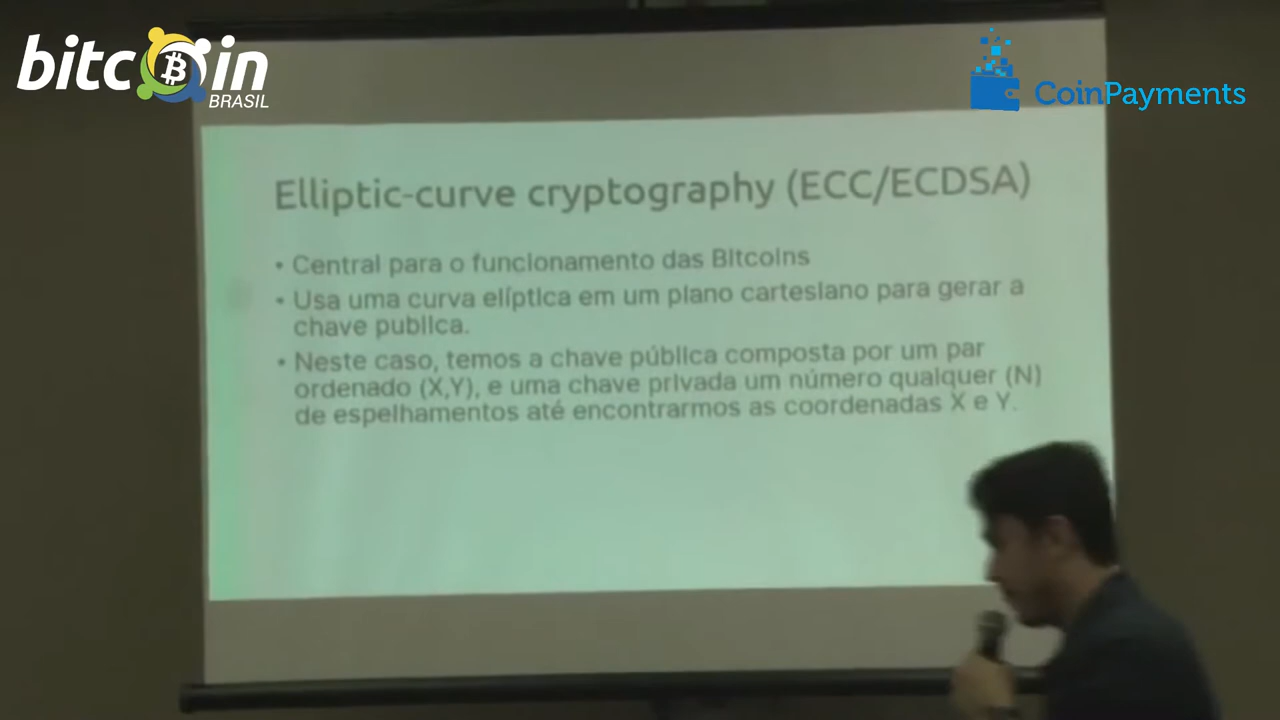 bitcoin
BRASIL
CoinPayments
Elliptic-curve cryptography (ECC/ECDSA)
• Central para o funcionamento das Bitcoins
• Usa uma curva elíptica em um plano cartesiano para gerar a
chave publica.
• Neste caso, temos a chave pública composta por um par
ordenado (X,Y), e uma chave privada um número qualquer (N)
de espelhamentos até encontrarmos as coordenadas X e Y.